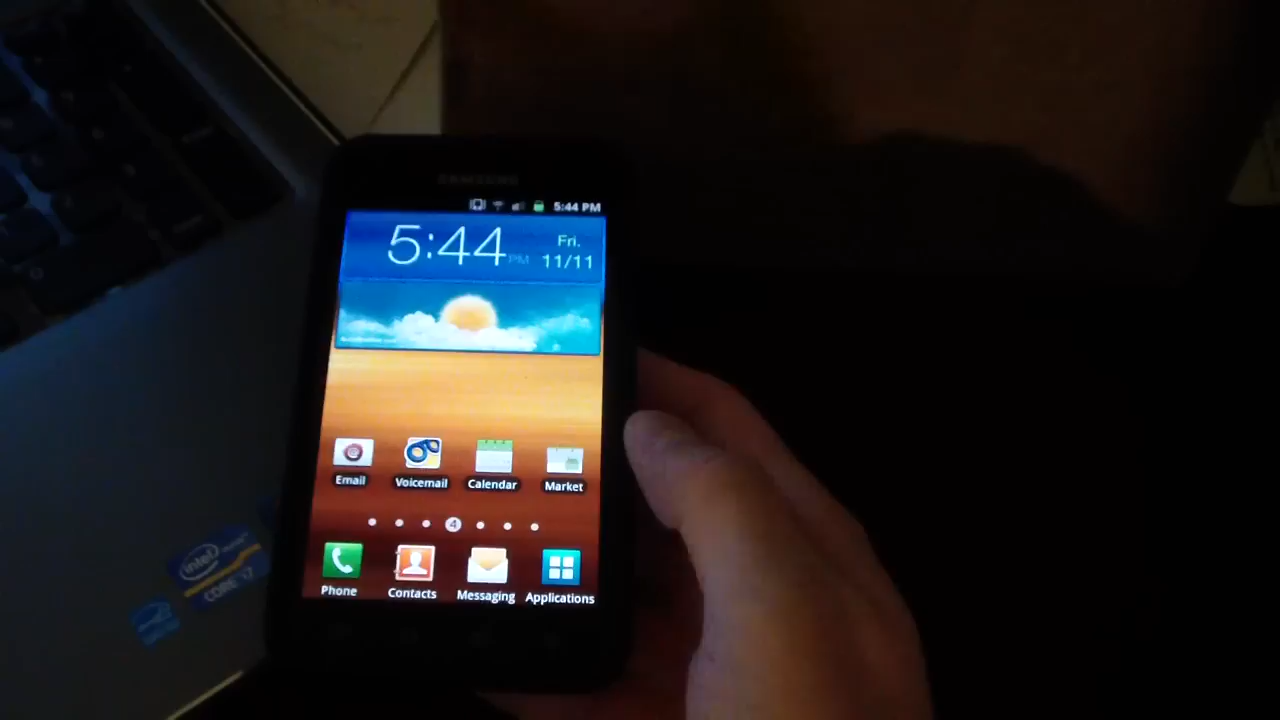 SAMSUNG
5:44 PM
5:44 PM
Fri.
11/11
Email Voicemail Calendar Market
4
Phone Contacts Messaging Applications
intel
CORE i7